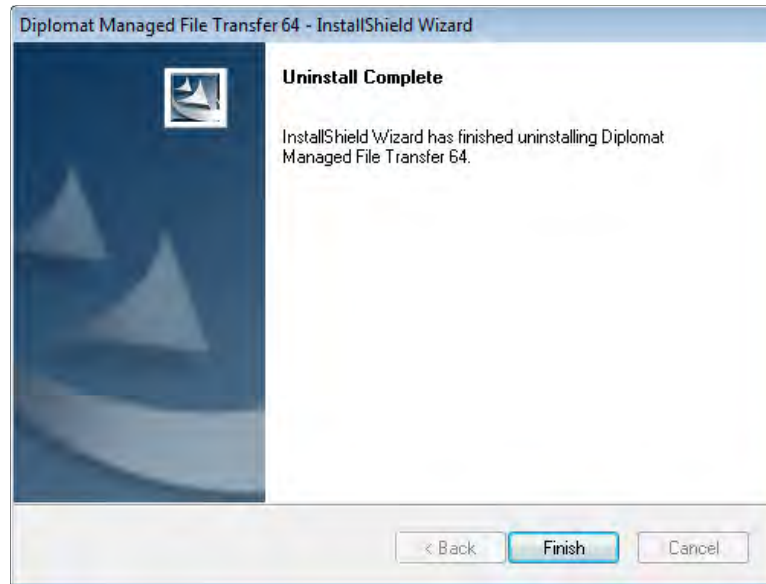 Diplomat Managed File Transfer 64 - InstallShield Wizard
Uninstall Complete
InstallShield Wizard has finished uninstalling Diplomat
Managed File Transfer 64.
< Back Finish Cancel